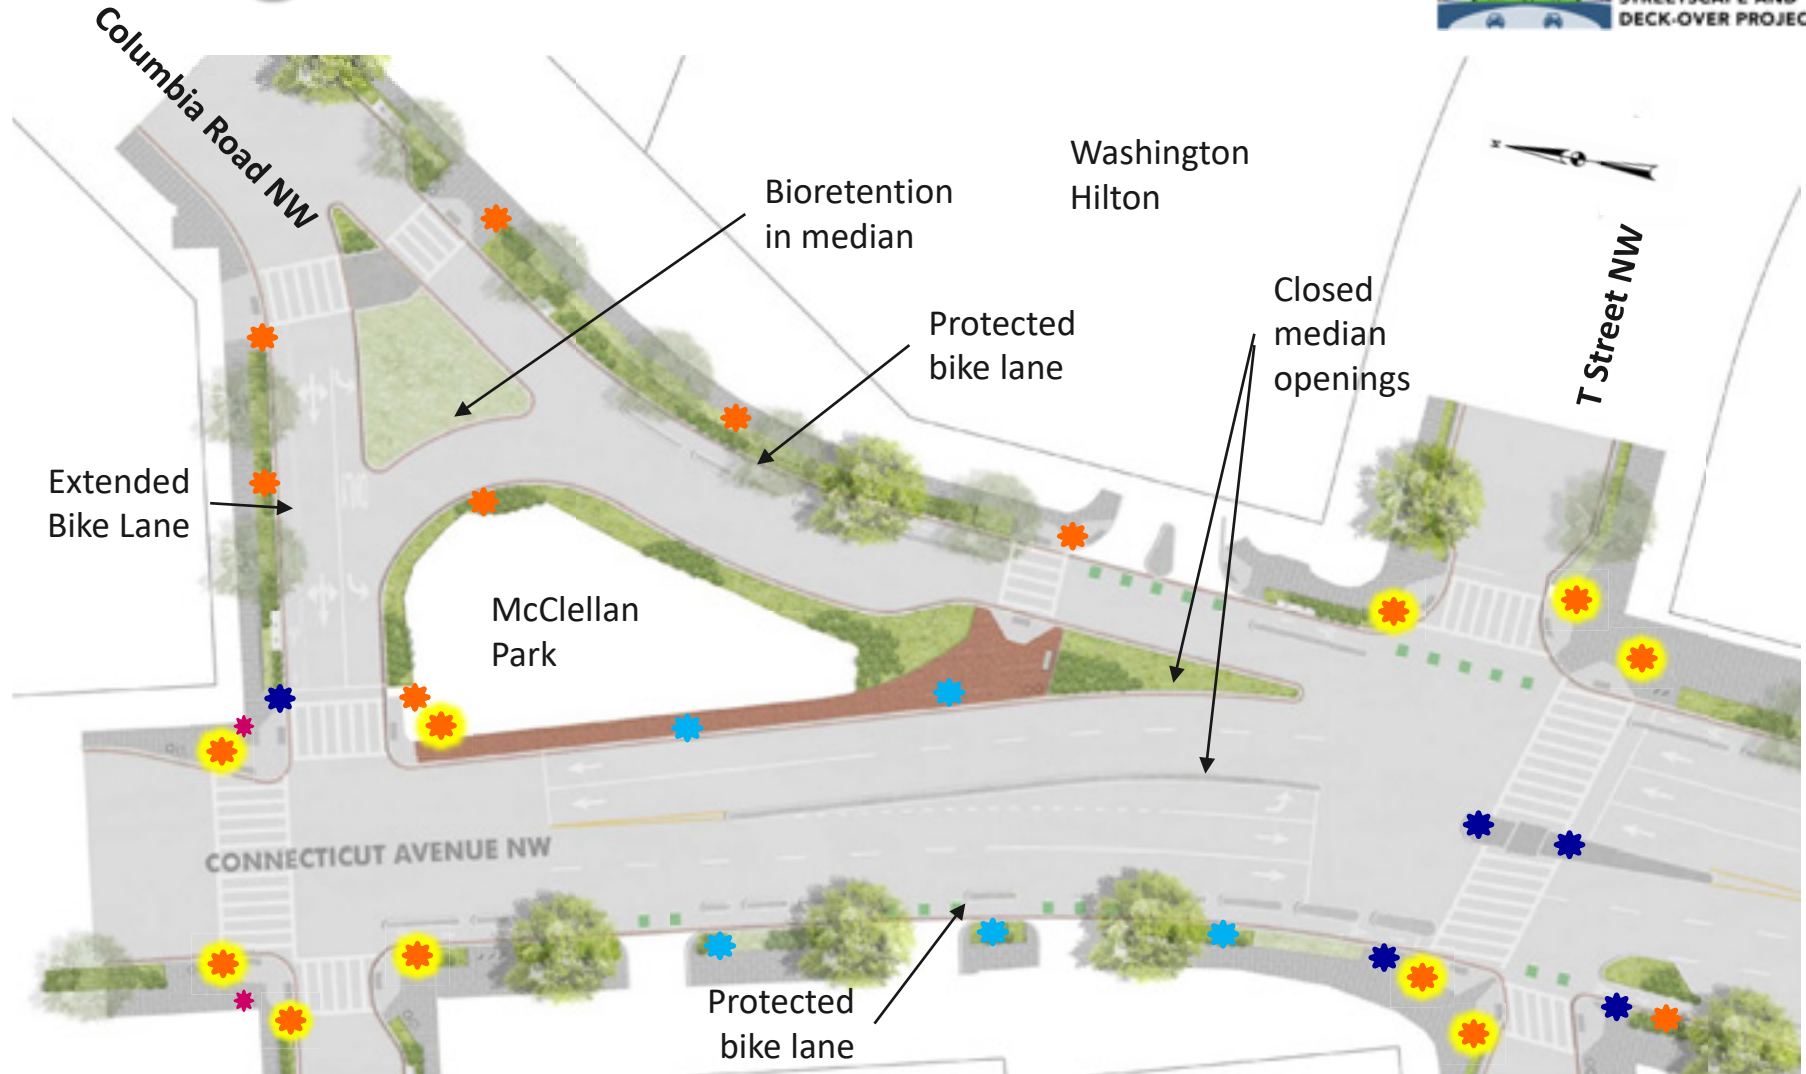 DECK-OVER PROJEC
Columbia Road NW
Washington
Hilton
Bioretention
in median
T Street NW
Closed
median
openings
Protected
bike lane
Extended
Bike Lane
McClellan
Park
CONNECTICUT AVENUE NW
Protected
bike lane